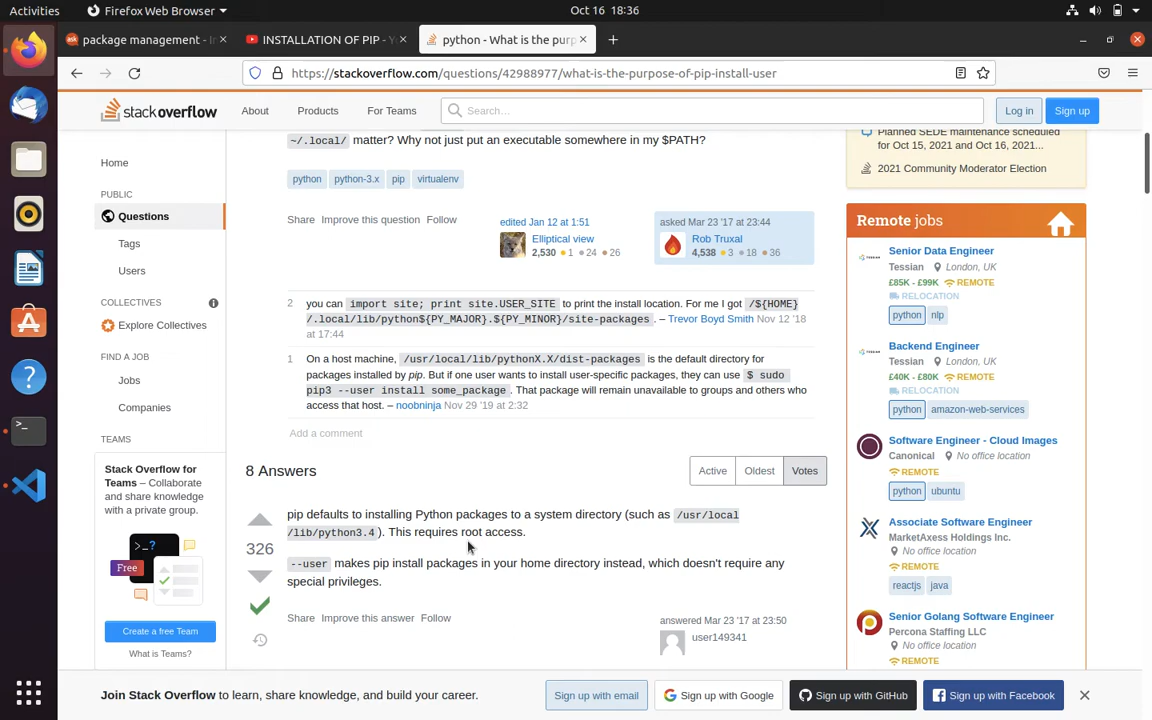 Activities
Firefox Web Browser
Oct 16 18:36
package management - I
INSTALLATION OF PIP - Y
python - What is the purp
https://stackoverflow.com/questions/42988977/what-is-the-purpose-of-pip-install-user
stack overflow
About
Products
For Teams
Search...
Log in
Sign up
~/.local/ matter? Why not just put an executable somewhere in my $PATH?
python
python-3.x
pip
virtualenv
Share Improve this question Follow
edited Jan 12 at 1:51
Elliptical view
2,530 1 24 26
asked Mar 23 '17 at 23:44
Rob Truxal
4,538 3 18 36
2
you can import site; print site.USER_SITE to print the install location. For me I got /${HOME}
/.local/lib/python${PY_MAJOR}.${PY_MINOR}/site-packages. – Trevor Boyd Smith Nov 12 '18
at 17:44
1
On a host machine, /usr/local/lib/pythonX.X/dist-packages is the default directory for
packages installed by pip. But if one user wants to install user-specific packages, they can use $ sudo
pip3 --user install some_package. That package will remain unavailable to groups and others who
access that host. – noobninja Nov 29 '19 at 2:32
Add a comment
8 Answers
Active
Oldest
Votes
326
pip defaults to installing Python packages to a system directory (such as /usr/local
/lib/python3.4). This requires root access.
--user makes pip install packages in your home directory instead, which doesn't require any
special privileges.
Share Improve this answer Follow
answered Mar 23 '17 at 23:50
user149341
Home
PUBLIC
Questions
Tags
Users
COLLECTIVES
Explore Collectives
FIND A JOB
Jobs
Companies
TEAMS
Stack Overflow for
Teams – Collaborate
and share knowledge
with a private group.
>_?
Free
Create a free Team
What is Teams?
Planned SEDE maintenance scheduled
for Oct 15, 2021 and Oct 16, 2021...
2021 Community Moderator Election
Remote jobs
Senior Data Engineer
Tessian London, UK
£85K - £99K REMOTE
RELOCATION
python nlp
Backend Engineer
Tessian London, UK
£40K - £80K REMOTE
RELOCATION
python amazon-web-services
Software Engineer - Cloud Images
Canonical No office location
REMOTE
python ubuntu
Associate Software Engineer
MarketAxess Holdings Inc.
No office location
REMOTE
reactjs java
Senior Golang Software Engineer
Percona Staffing LLC
No office location
REMOTE
Join Stack Overflow to learn, share knowledge, and build your career.
Sign up with email
Sign up with Google
Sign up with GitHub
Sign up with Facebook